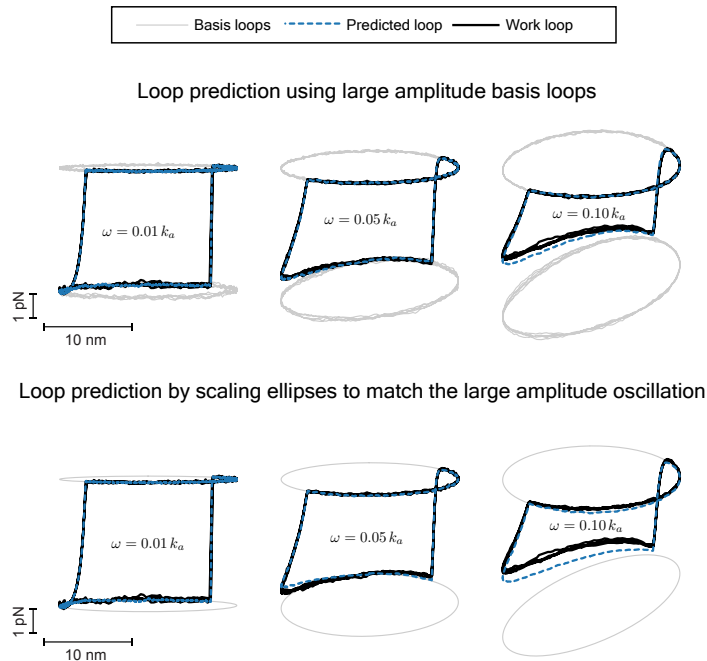 Basis loops Predicted loop Work loop
Loop prediction using large amplitude basis loops
ω = 0.01 kₐ
ω = 0.05 kₐ
ω = 0.10 kₐ
1 pN
10 nm
Loop prediction by scaling ellipses to match the large amplitude oscillation
ω = 0.01 kₐ
ω = 0.05 kₐ
ω = 0.10 kₐ
1 pN
10 nm